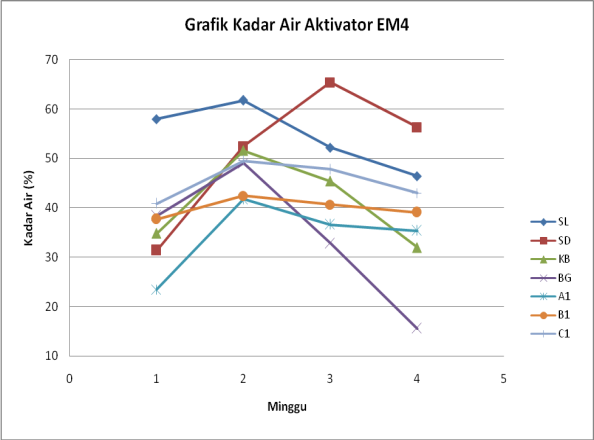 Grafik Kadar Air Aktivator EM4
70
60
50
40
30
20
10
Kadar Air (%)
0 1 2 3 4 5
Minggu
SL
SD
KB
BG
A1
B1
C1